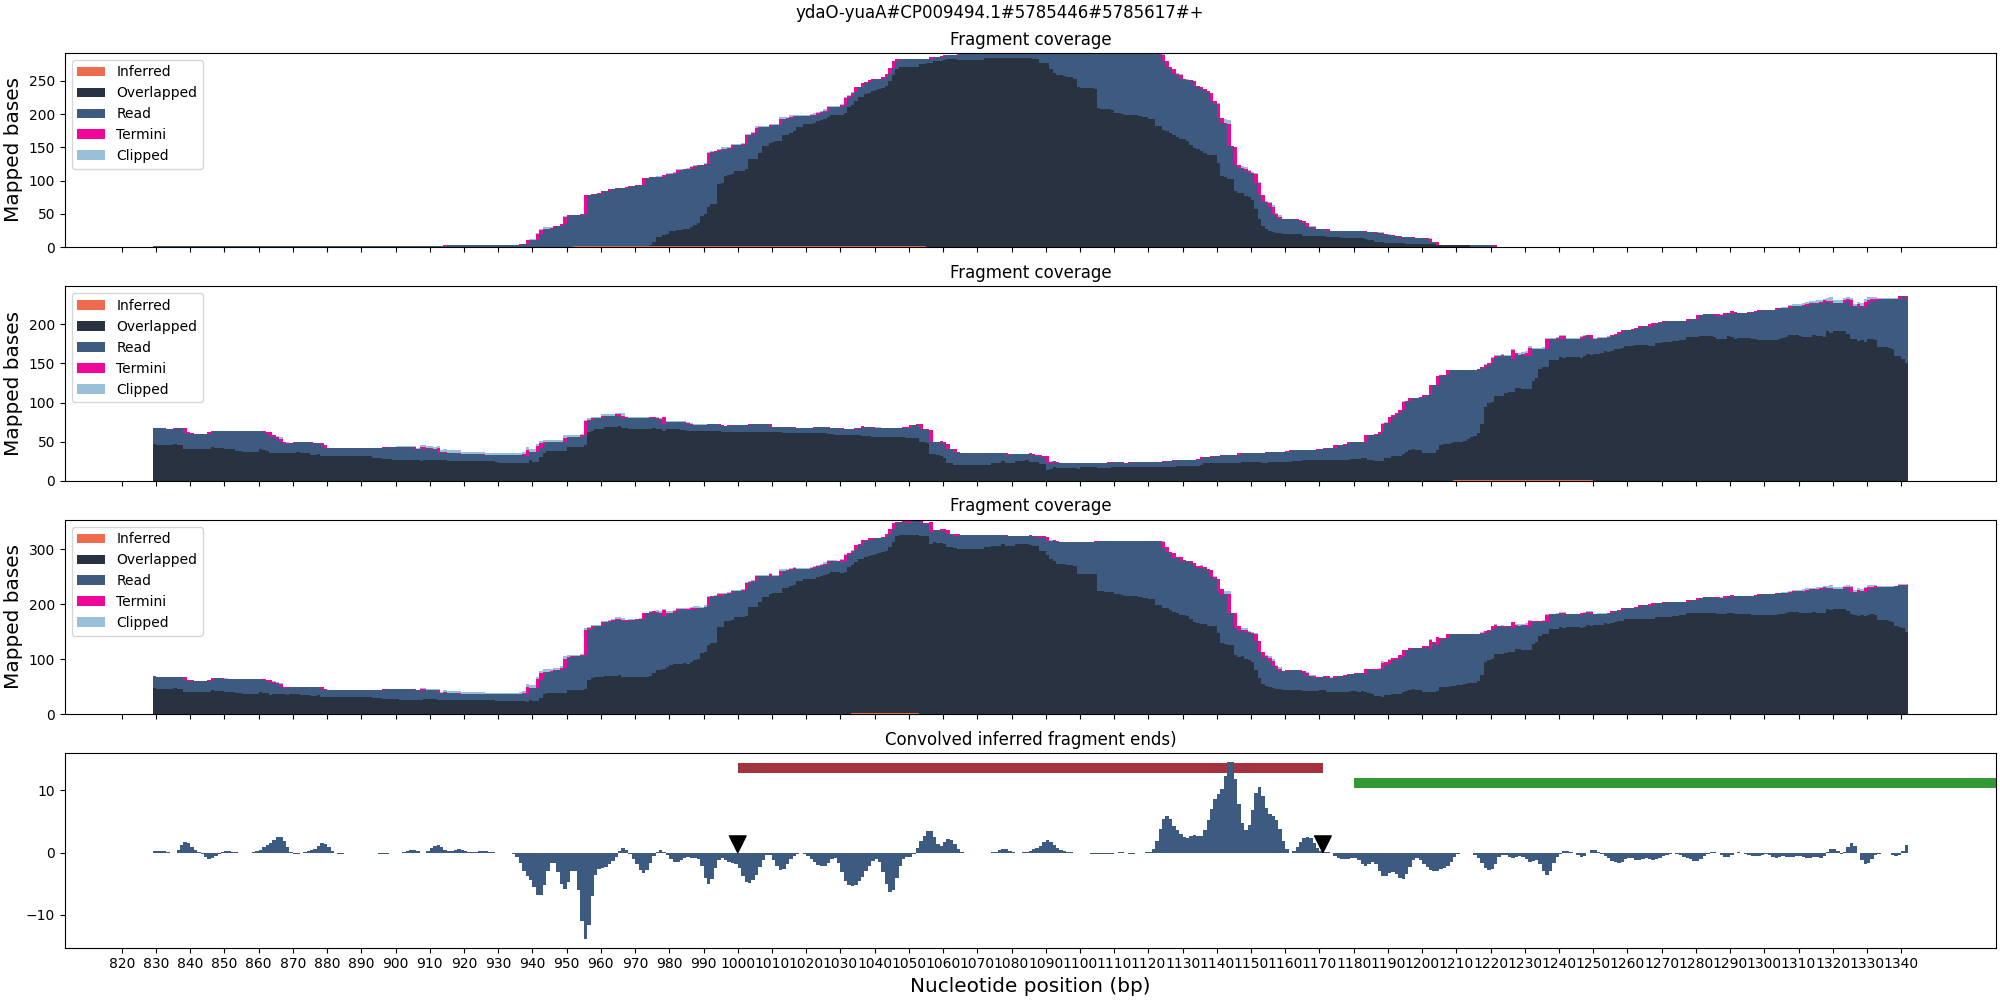 ydaO-yuaA#CP009494.1#5785446#5785617#+
Fragment coverage
Mapped bases
250
200
150
100
50
0
Inferred
Overlapped
Read
Termini
Clipped
Fragment coverage
Mapped bases
200
150
100
50
0
Inferred
Overlapped
Read
Termini
Clipped
Fragment coverage
Mapped bases
300
200
100
0
Inferred
Overlapped
Read
Termini
Clipped
Convolved inferred fragment ends)
10
0
−10
820 830 840 850 860 870 880 890 900 910 920 930 940 950 960 970 980 990 1000 1010 1020 1030 1040 1050 1060 1070 1080 1090 1100 1110 1120 1130 1140 1150 1160 1170 1180 1190 1200 1210 1220 1230 1240 1250 1260 1270 1280 1290 1300 1310 1320 1330 1340
Nucleotide position (bp)